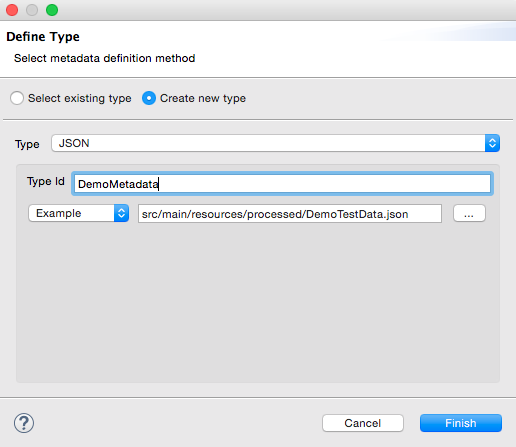 Define Type
Select metadata definition method
Select existing type Create new type
Type JSON
Type Id DemoMetadata
Example src/main/resources/processed/DemoTestData.json ...
? Cancel Finish